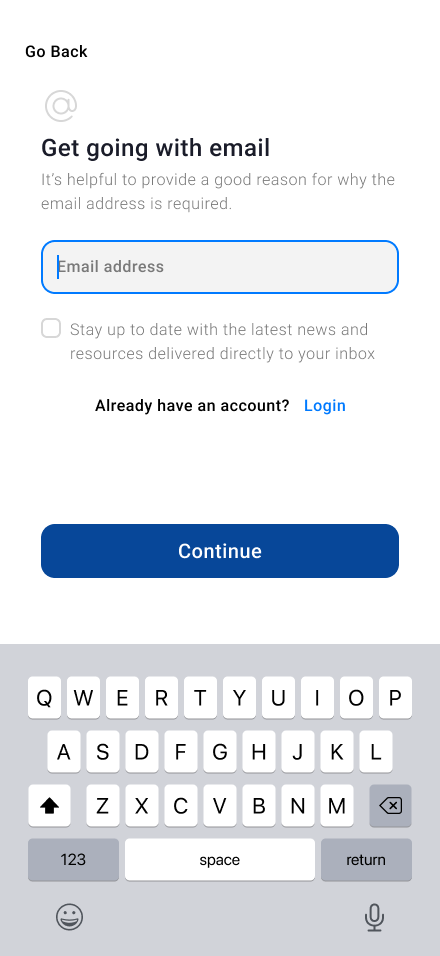 Go Back
@
Get going with email
It's helpful to provide a good reason for why the
email address is required.
Email address
Stay up to date with the latest news and
resources delivered directly to your inbox
Already have an account? Login
Continue
Q W E R T Y U I O P
A S D F G H J K L
Z X C V B N M
123 space return